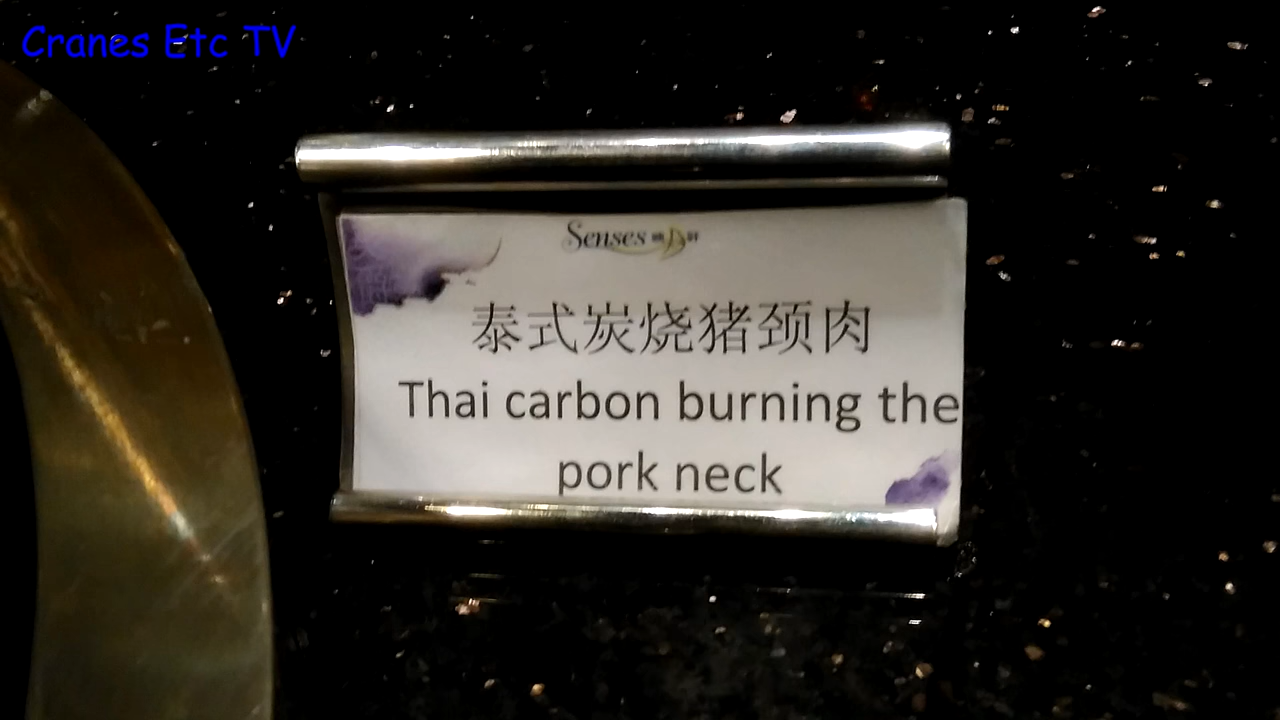 Cranes Etc TV
Senses
泰式炭烧猪颈肉
Thai carbon burning the
pork neck